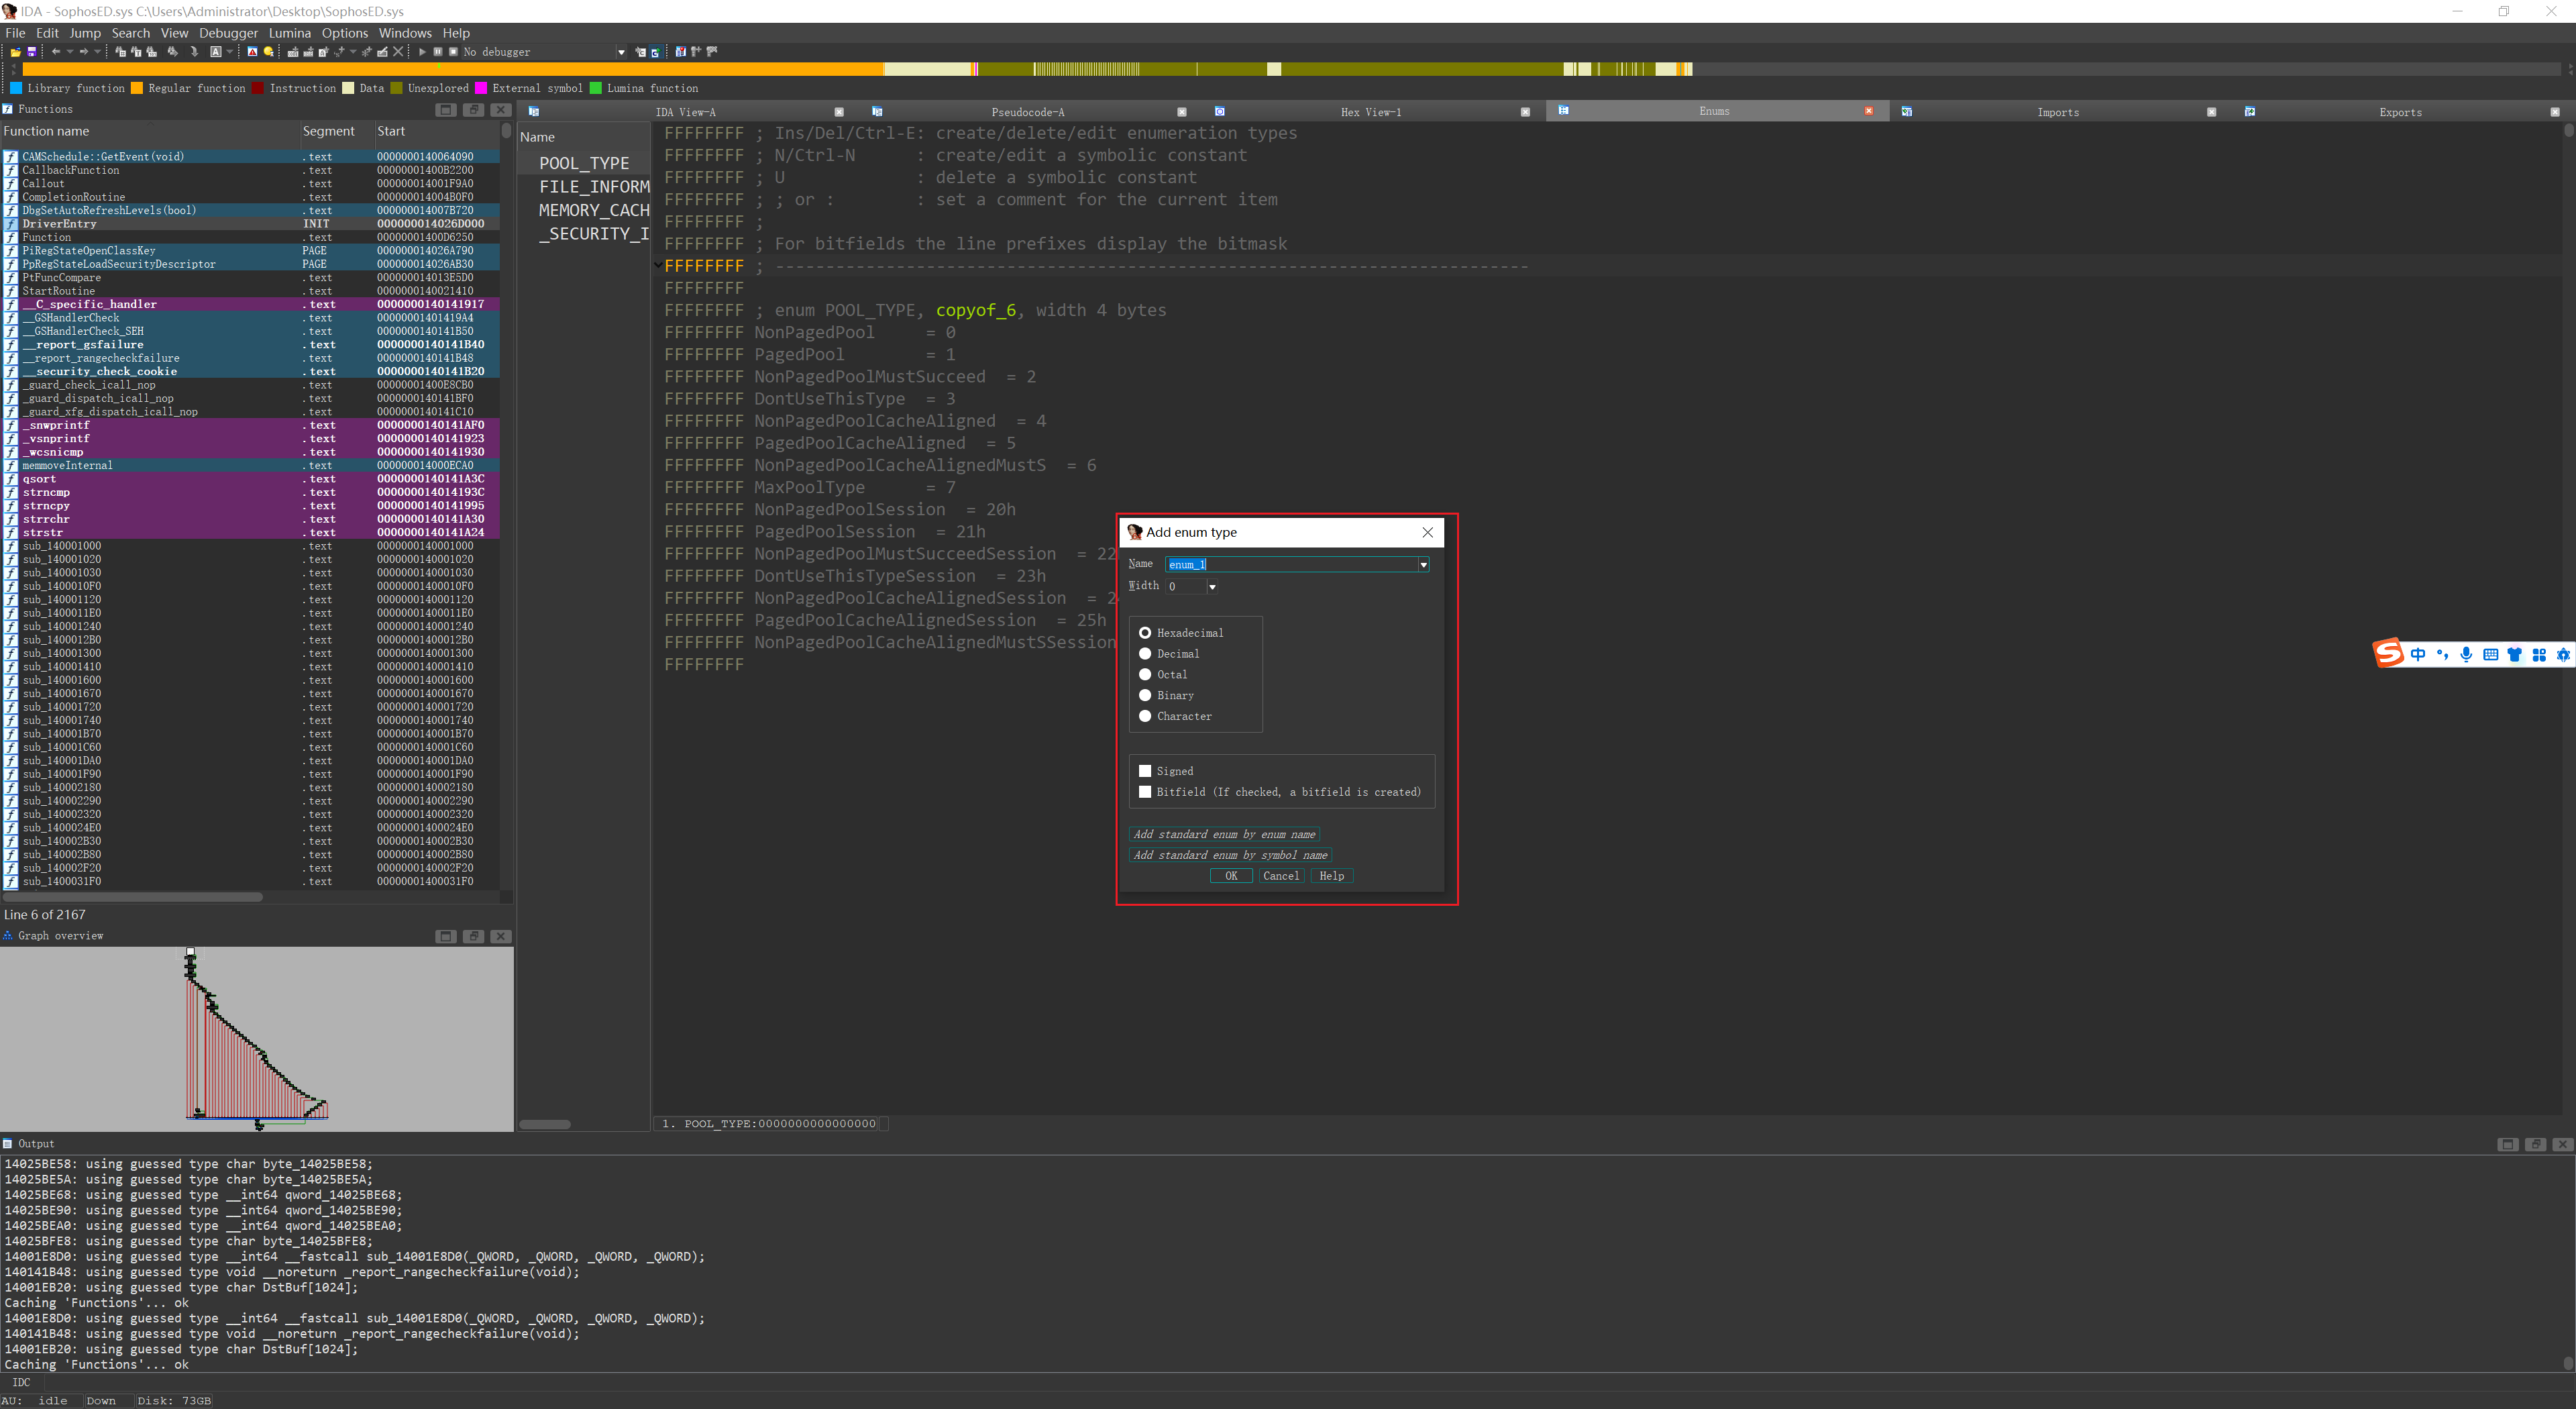 IDA - SophosED.sys C:\Users\Administrator\Desktop\SophosED.sys
File Edit Jump Search View Debugger Lumina Options Windows Help
No debugger
Library function Regular function Instruction Data Unexplored External symbol Lumina function
Functions
Function name Segment Start
CAMSchedule::GetEvent(void) .text 0000000140064090
CallbackFunction .text 00000001400B2200
Callout .text 000000014001F9A0
CompletionRoutine .text 000000014004B0F0
DbgSetAutoRefreshLevels(bool) .text 000000014007B720
DriverEntry INIT 000000014026D000
Function .text 00000001400D6250
PiRegStateOpenClassKey PAGE 000000014026A790
PpRegStateLoadSecurityDescriptor PAGE 000000014026AB30
PtFuncCompare .text 000000014013E5D0
StartRoutine .text 0000000140021410
__C_specific_handler .text 0000000140141917
__GSHandlerCheck .text 00000001401419A4
__GSHandlerCheck_SEH .text 0000000140141B50
__report_gsfailure .text 0000000140141B40
__report_rangecheckfailure .text 0000000140141B48
__security_check_cookie .text 0000000140141B20
_guard_check_icall_nop .text 00000001400E8CB0
_guard_dispatch_icall_nop .text 0000000140141BF0
_guard_xfg_dispatch_icall_nop .text 0000000140141C10
_snwprintf .text 0000000140141AF0
_vsnprintf .text 0000000140141923
_wcsnicmp .text 0000000140141930
memmoveInternal .text 000000014000ECA0
qsort .text 0000000140141A3C
strncmp .text 000000014014193C
strncpy .text 0000000140141995
strrchr .text 0000000140141A30
strstr .text 0000000140141A24
sub_140001000 .text 0000000140001000
sub_140001020 .text 0000000140001020
sub_140001030 .text 0000000140001030
sub_1400010F0 .text 00000001400010F0
sub_140001120 .text 0000000140001120
sub_1400011E0 .text 00000001400011E0
sub_140001240 .text 0000000140001240
sub_1400012B0 .text 00000001400012B0
sub_140001300 .text 0000000140001300
sub_140001410 .text 0000000140001410
sub_140001600 .text 0000000140001600
sub_140001670 .text 0000000140001670
sub_140001720 .text 0000000140001720
sub_140001740 .text 0000000140001740
sub_140001B70 .text 0000000140001B70
sub_140001C60 .text 0000000140001C60
sub_140001DA0 .text 0000000140001DA0
sub_140001F90 .text 0000000140001F90
sub_140002180 .text 0000000140002180
sub_140002290 .text 0000000140002290
sub_140002320 .text 0000000140002320
sub_1400024E0 .text 00000001400024E0
sub_140002B30 .text 0000000140002B30
sub_140002B80 .text 0000000140002B80
sub_140002F20 .text 0000000140002F20
sub_1400031F0 .text 00000001400031F0
Line 6 of 2167
Graph overview
IDA View-A Pseudocode-A Hex View-1 Enums Imports Exports
Name
POOL_TYPE
FILE_INFORM
MEMORY_CACH
_SECURITY_I
FFFFFFFF ; Ins/Del/Ctrl-E: create/delete/edit enumeration types
FFFFFFFF ; N/Ctrl-N : create/edit a symbolic constant
FFFFFFFF ; U : delete a symbolic constant
FFFFFFFF ; ; or : : set a comment for the current item
FFFFFFFF ;
FFFFFFFF ; For bitfields the line prefixes display the bitmask
FFFFFFFF ; ---------------------------------------------------------------------------
FFFFFFFF
FFFFFFFF ; enum POOL_TYPE, copyof_6, width 4 bytes
FFFFFFFF NonPagedPool = 0
FFFFFFFF PagedPool = 1
FFFFFFFF NonPagedPoolMustSucceed = 2
FFFFFFFF DontUseThisType = 3
FFFFFFFF NonPagedPoolCacheAligned = 4
FFFFFFFF PagedPoolCacheAligned = 5
FFFFFFFF NonPagedPoolCacheAlignedMustS = 6
FFFFFFFF MaxPoolType = 7
FFFFFFFF NonPagedPoolSession = 20h
FFFFFFFF PagedPoolSession = 21h
FFFFFFFF NonPagedPoolMustSucceedSession = 22
FFFFFFFF DontUseThisTypeSession = 23h
FFFFFFFF NonPagedPoolCacheAlignedSession = 2
FFFFFFFF PagedPoolCacheAlignedSession = 25h
FFFFFFFF NonPagedPoolCacheAlignedMustSSession
FFFFFFFF
1. POOL_TYPE:0000000000000000
Add enum type
Name enum_1
Width 0
Hexadecimal
Decimal
Octal
Binary
Character
Signed
Bitfield (If checked, a bitfield is created)
Add standard enum by enum name
Add standard enum by symbol name
OK Cancel Help
中
Output
14025BE58: using guessed type char byte_14025BE58;
14025BE5A: using guessed type char byte_14025BE5A;
14025BE68: using guessed type __int64 qword_14025BE68;
14025BE90: using guessed type __int64 qword_14025BE90;
14025BEA0: using guessed type __int64 qword_14025BEA0;
14025BFE8: using guessed type char byte_14025BFE8;
14001E8D0: using guessed type __int64 __fastcall sub_14001E8D0(_QWORD, _QWORD, _QWORD, _QWORD);
140141B48: using guessed type void __noreturn _report_rangecheckfailure(void);
14001EB20: using guessed type char DstBuf[1024];
Caching 'Functions'... ok
14001E8D0: using guessed type __int64 __fastcall sub_14001E8D0(_QWORD, _QWORD, _QWORD, _QWORD);
140141B48: using guessed type void __noreturn _report_rangecheckfailure(void);
14001EB20: using guessed type char DstBuf[1024];
Caching 'Functions'... ok
IDC
AU: idle Down Disk: 73GB